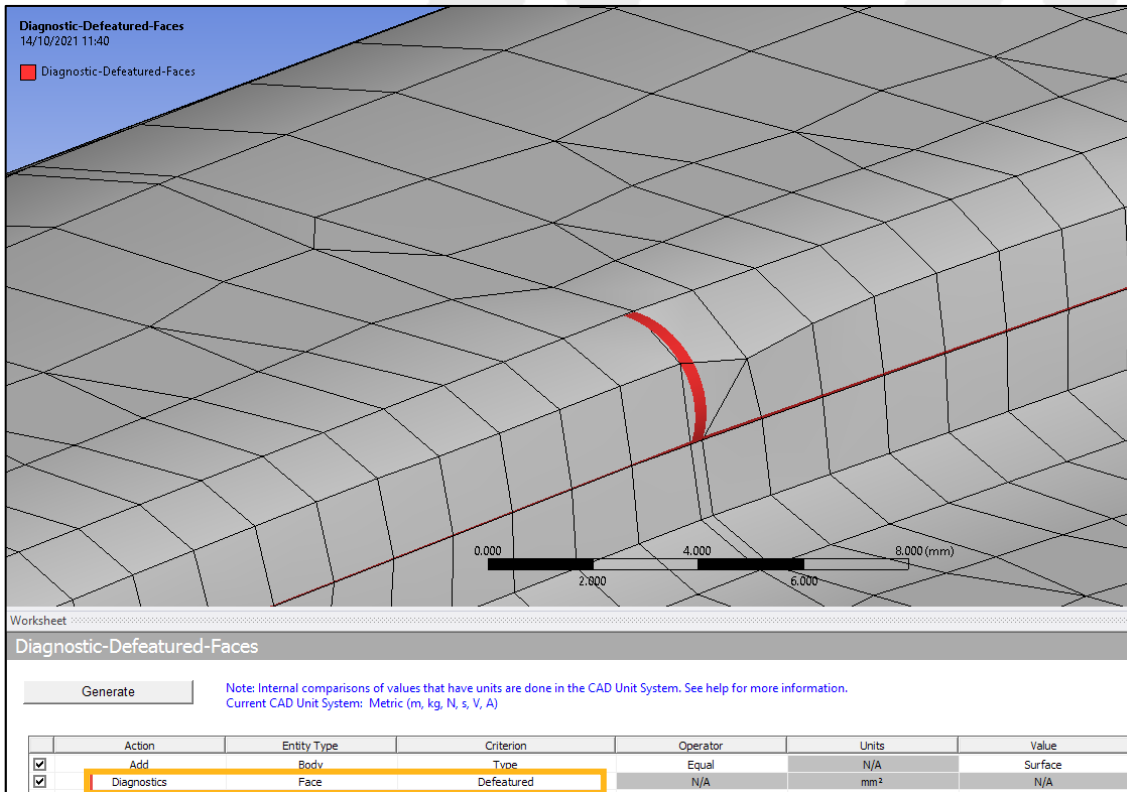 Diagnostic-Defeatured-Faces
14/10/2021 11:40
Diagnostic-Defeatured-Faces
0.000 4.000 8.000 (mm)
2.000 6.000
Worksheet
Diagnostic-Defeatured-Faces
Generate
Note: Internal comparisons of values that have units are done in the CAD Unit System. See help for more information.
Current CAD Unit System: Metric (m, kg, N, s, V, A)
Action Entity Type Criterion Operator Units Value
Add Body Type Equal N/A Surface
Diagnostics Face Defeatured N/A mm² N/A